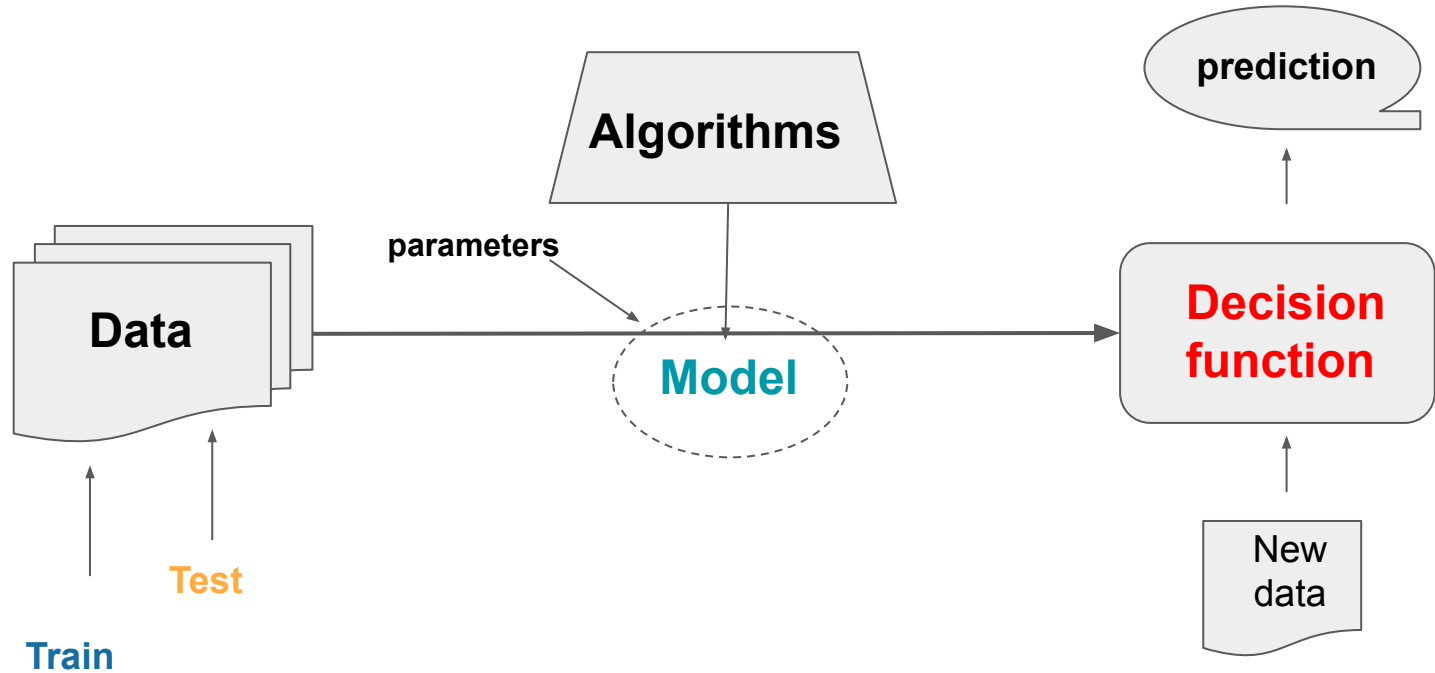 prediction
Algorithms
parameters
Data
Model
Decision
function
Test
Train
New
data